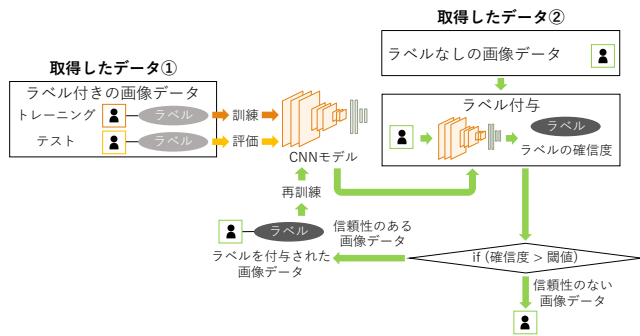 取得したデータ①
ラベル付きの画像データ
トレーニング
ラベル
訓練
テスト
ラベル
評価
CNNモデル
取得したデータ②
ラベルなしの画像データ
ラベル付与
ラベル
ラベルの確信度
再訓練
ラベル
ラベルを付与された
画像データ
信頼性のある
画像データ
if (確信度 > 閾値)
信頼性のない
画像データ